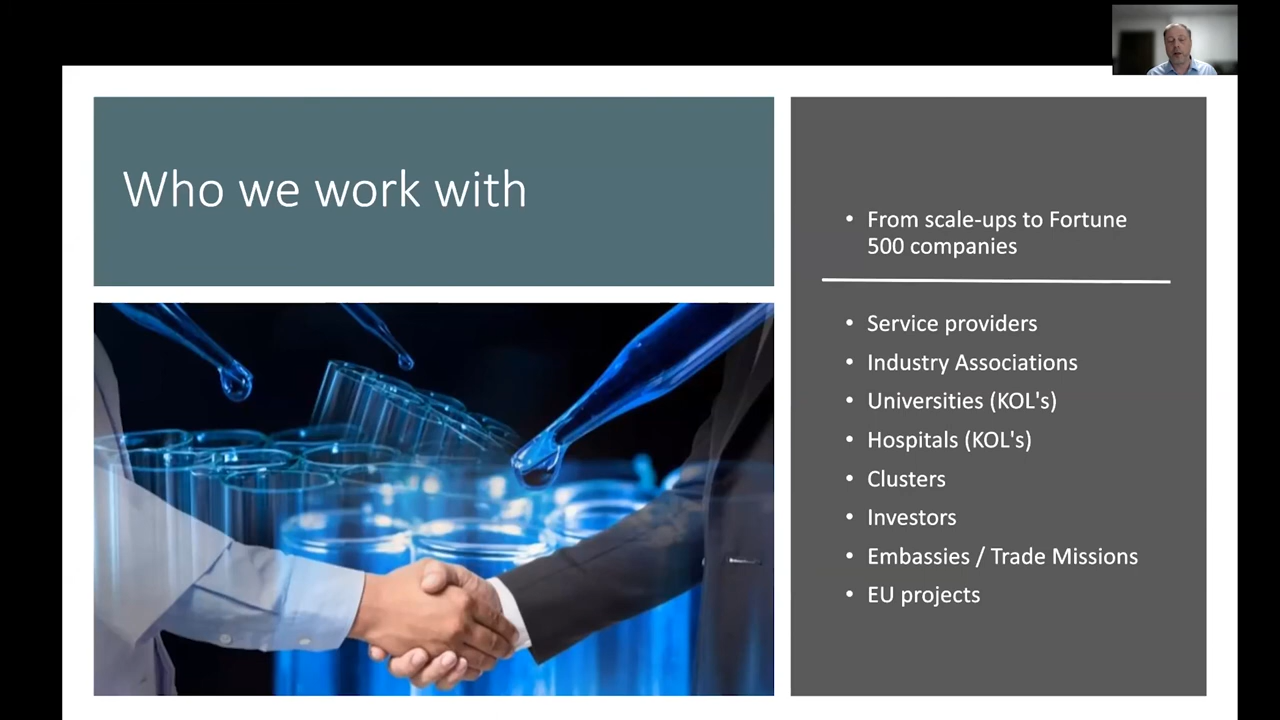 Who we work with
• From scale-ups to Fortune
500 companies
• Service providers
• Industry Associations
• Universities (KOL's)
• Hospitals (KOL's)
• Clusters
• Investors
• Embassies / Trade Missions
• EU projects